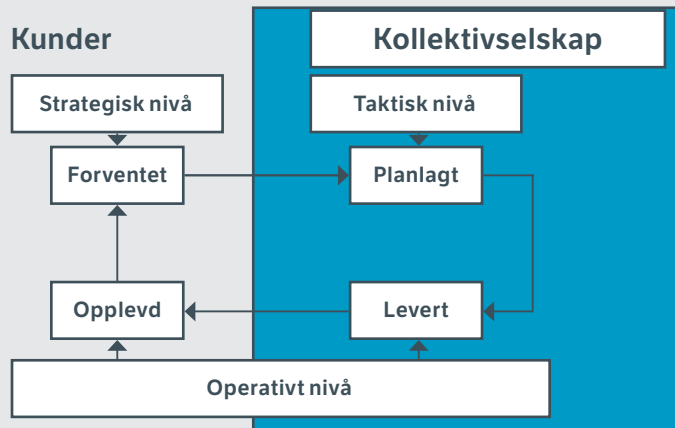 Kunder
Kollektivselskap
Strategisk nivå
Taktisk nivå
Forventet
Planlagt
Opplevd
Levert
Operativt nivå